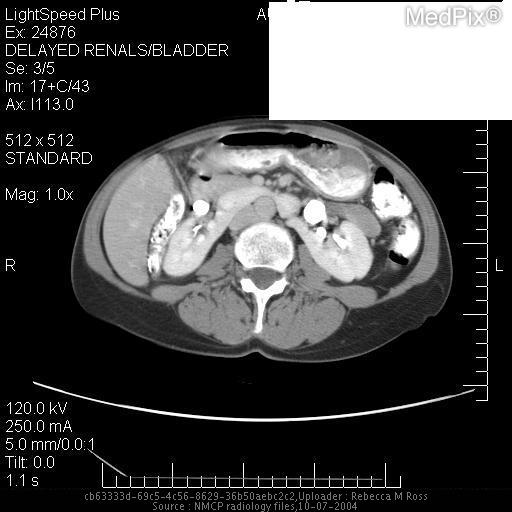 LightSpeed Plus
Ex: 24876
DELAYED RENALS/BLADDER
Se: 3/5
Im: 17+C/43
Ax: I113.0
512 x 512
STANDARD
Mag: 1.0x
MedPix®
R
L
120.0 kV
250.0 mA
5.0 mm/0.0:1
Tilt: 0.0
1.1 s
cb63333d-69c5-4c56-8629-36b50aebc2c2,Uploader : Rebecca M Ross
Source : NMCP radiology files,10-07-2004